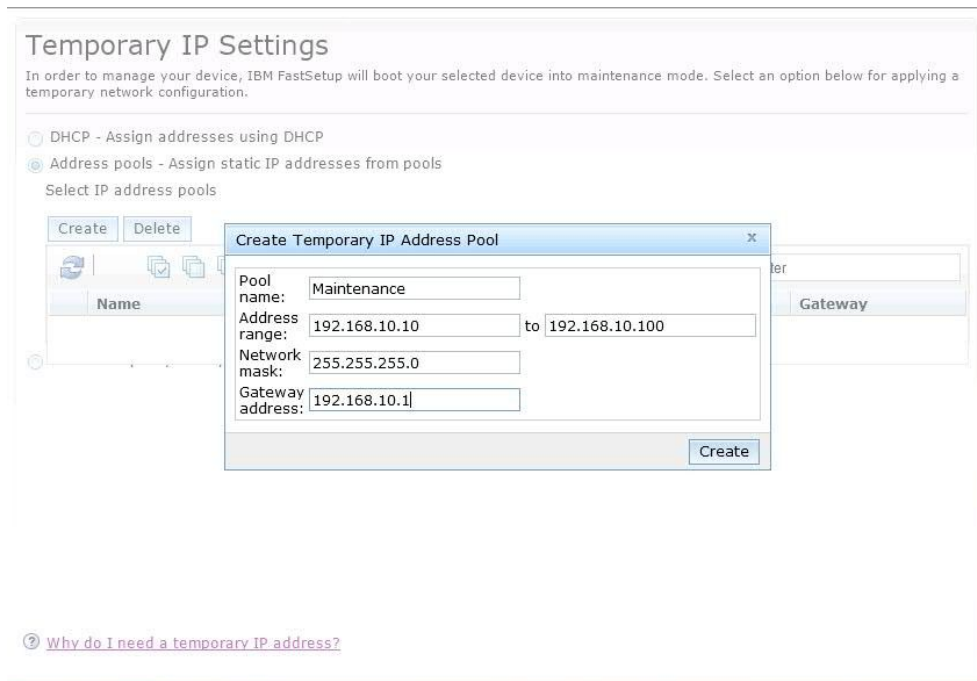 Temporary IP Settings
In order to manage your device, IBM FastSetup will boot your selected device into maintenance mode. Select an option below for applying a
temporary network configuration.
DHCP - Assign addresses using DHCP
Address pools - Assign static IP addresses from pools
Select IP address pools
Create Delete
Name
Gateway
Create Temporary IP Address Pool x
Pool
name: Maintenance
Address
range: 192.168.10.10 to 192.168.10.100
Network
mask: 255.255.255.0
Gateway
address: 192.168.10.1
Create
Why do I need a temporary IP address?